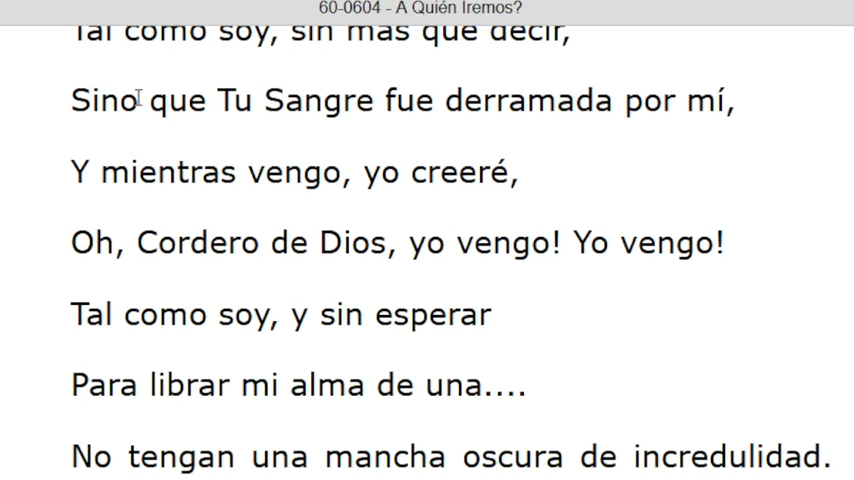 60-0604 - A Quién Iremos?
Tal como soy, sin más que decir,
Sino que Tu Sangre fue derramada por mí,
Y mientras vengo, yo creeré,
Oh, Cordero de Dios, yo vengo! Yo vengo!
Tal como soy, y sin esperar
Para librar mi alma de una....
No tengan una mancha oscura de incredulidad.